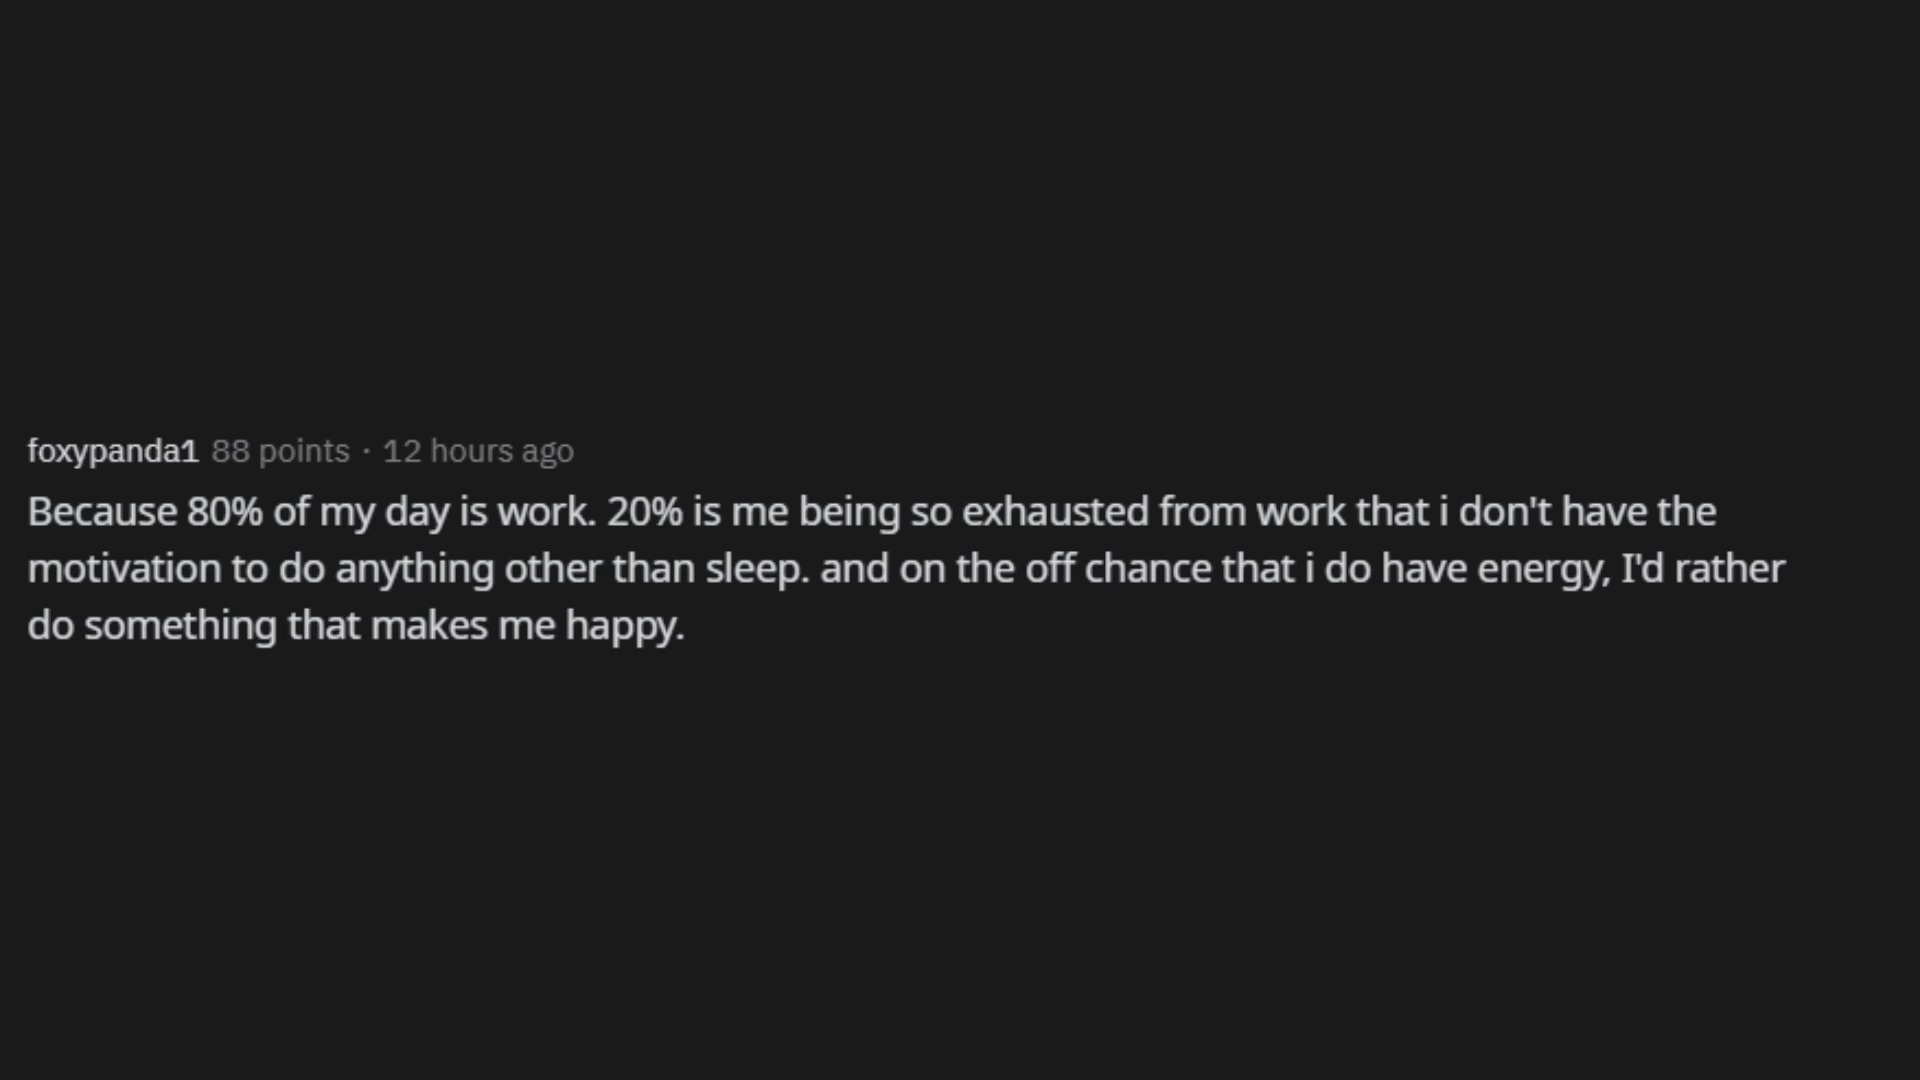 foxypanda1 88 points · 12 hours ago
Because 80% of my day is work. 20% is me being so exhausted from work that i don't have the
motivation to do anything other than sleep. and on the off chance that i do have energy, I'd rather
do something that makes me happy.